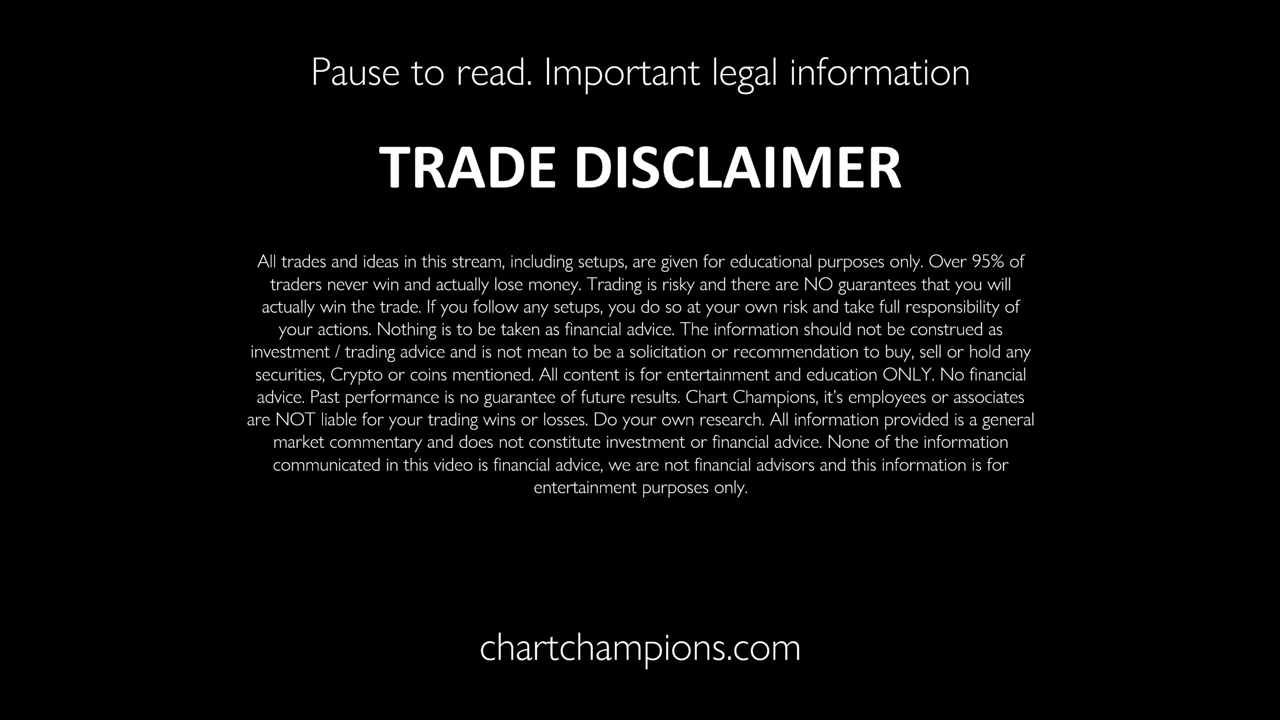 Pause to read. Important legal information
TRADE DISCLAIMER
All trades and ideas in this stream, including setups, are given for educational purposes only. Over 95% of
traders never win and actually lose money. Trading is risky and there are NO guarantees that you will
actually win the trade. If you follow any setups, you do so at your own risk and take full responsibility of
your actions. Nothing is to be taken as financial advice. The information should not be construed as
investment / trading advice and is not mean to be a solicitation or recommendation to buy, sell or hold any
securities, Crypto or coins mentioned. All content is for entertainment and education ONLY. No financial
advice. Past performance is no guarantee of future results. Chart Champions, it's employees or associates
are NOT liable for your trading wins or losses. Do your own research. All information provided is a general
market commentary and does not constitute investment or financial advice. None of the information
communicated in this video is financial advice, we are not financial advisors and this information is for
entertainment purposes only.
chartchampions.com